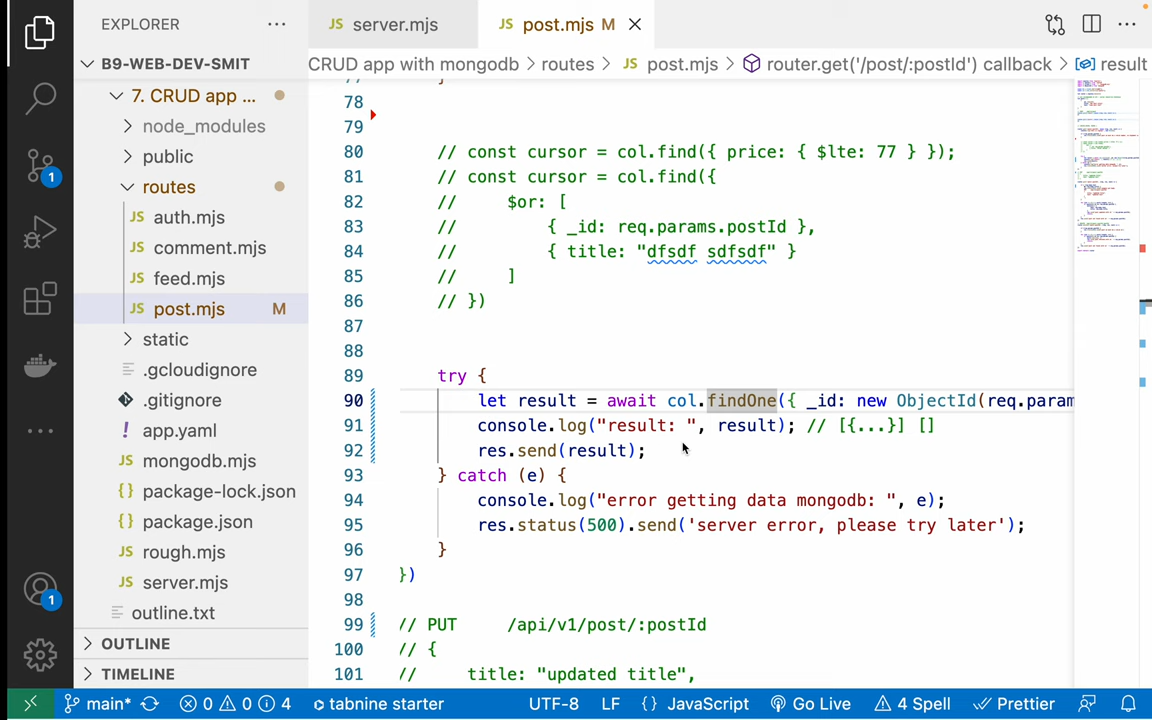 EXPLORER
B9-WEB-DEV-SMIT
7. CRUD app ...
node_modules
public
routes
JS auth.mjs
JS comment.mjs
JS feed.mjs
JS post.mjs M
static
.gcloudignore
.gitignore
! app.yaml
JS mongodb.mjs
{} package-lock.json
{} package.json
JS rough.mjs
JS server.mjs
outline.txt
OUTLINE
TIMELINE
1
1
JS server.mjs
JS post.mjs M
CRUD app with mongodb > routes > JS post.mjs > router.get('/post/:postId') callback > result
78
79
80 // const cursor = col.find({ price: { $lte: 77 } });
81 // const cursor = col.find({
82 //     $or: [
83 //         { _id: req.params.postId },
84 //         { title: "dfsdf sdfsdf" }
85 //     ]
86 // })
87
88
89 try {
90 let result = await col.findOne({ _id: new ObjectId(req.param
91 console.log("result: ", result); // [{...}] []
92 res.send(result);
93 } catch (e) {
94 console.log("error getting data mongodb: ", e);
95 res.status(500).send('server error, please try later');
96 }
97 })
98
99 // PUT     /api/v1/post/:postId
100 // {
101 //     title: "updated title",
main* 0 0 4 tabnine starter UTF-8 LF {} JavaScript Go Live 4 Spell Prettier